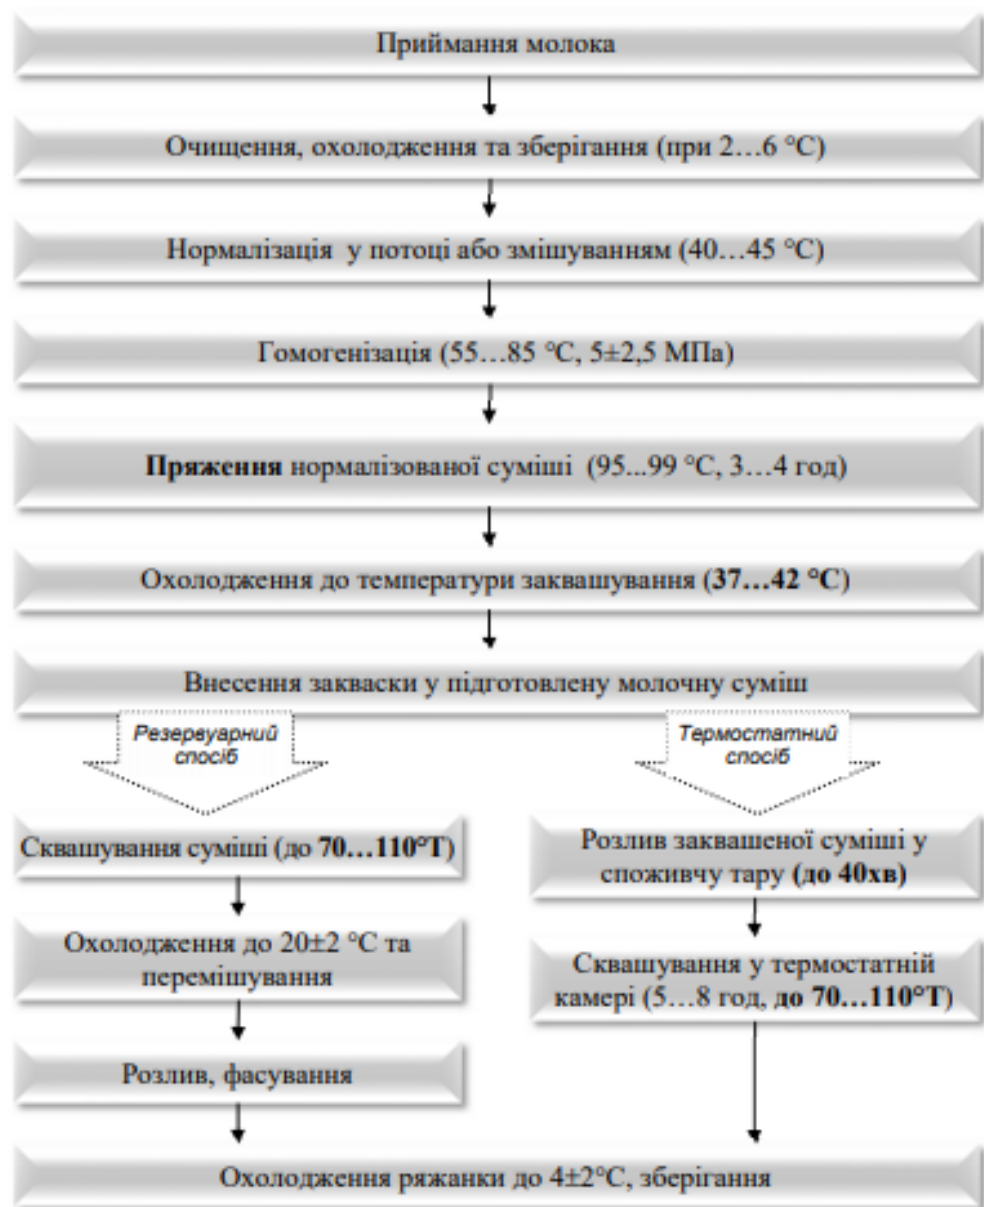 Приймання молока
Очищення, охолодження та зберігання (при 2…6 °С)
Нормалізація у потоці або змішуванням (40…45 °С)
Гомогенізація (55…85 °С, 5±2,5 МПа)
Пряження нормалізованої суміші (95...99 °С, 3…4 год)
Охолодження до температури заквашування (37…42 °С)
Внесення закваски у підготовлену молочну суміш
Резервуарний
спосіб
Сквашування суміші (до 70…110°Т)
Охолодження до 20±2 °С та
перемішування
Розлив, фасування
Термостатний
спосіб
Розлив заквашеної суміші у
споживчу тару (до 40хв)
Сквашування у термостатній
камері (5…8 год, до 70…110°Т)
Охолодження ряжанки до 4±2°С, зберігання